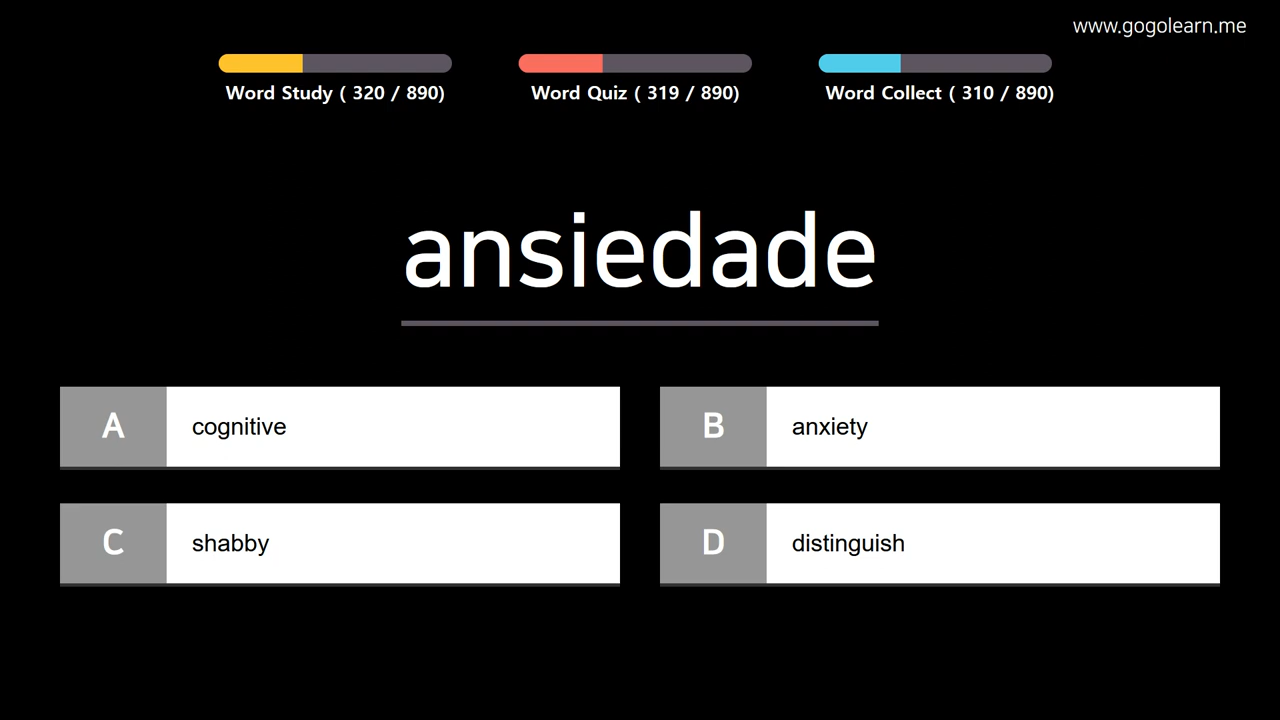 www.gogolearn.me
Word Study ( 320 / 890)
Word Quiz ( 319 / 890)
Word Collect ( 310 / 890)
ansiedade
A
cognitive
B
anxiety
C
shabby
D
distinguish